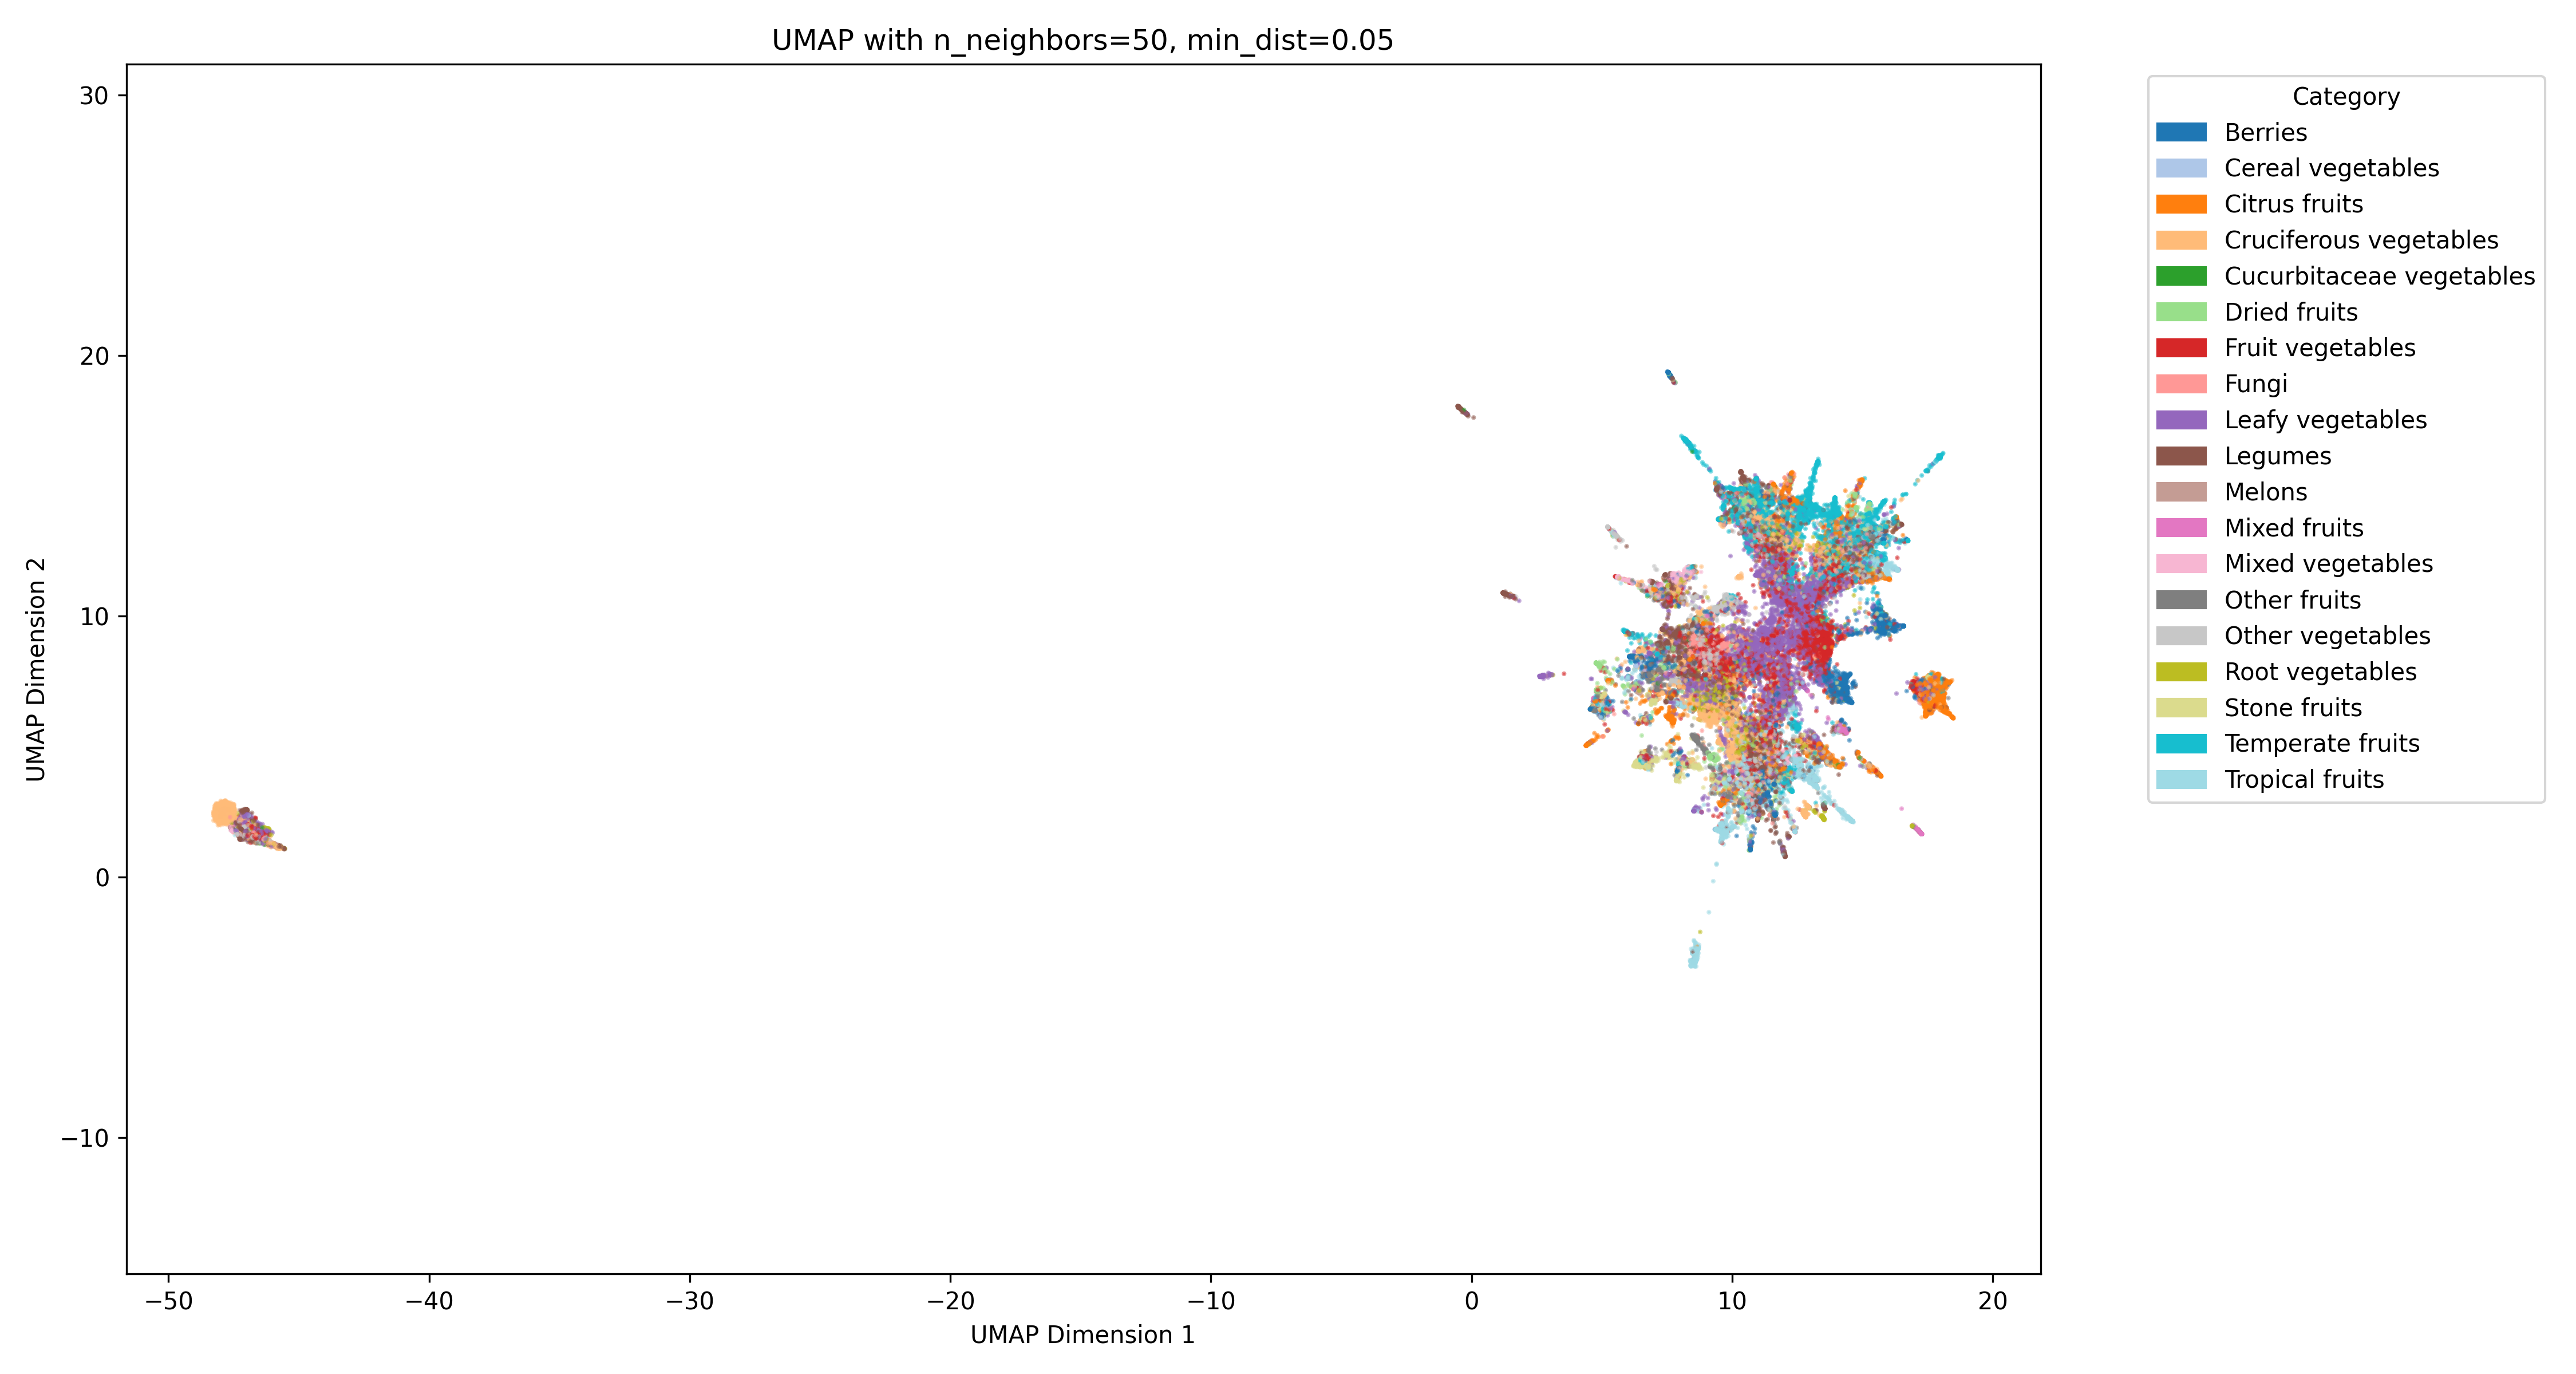 UMAP with n_neighbors=50, min_dist=0.05
30
20
10
0
−10
UMAP Dimension 2
−50
−40
−30
−20
−10
0
10
20
UMAP Dimension 1
Category
Berries
Cereal vegetables
Citrus fruits
Cruciferous vegetables
Cucurbitaceae vegetables
Dried fruits
Fruit vegetables
Fungi
Leafy vegetables
Legumes
Melons
Mixed fruits
Mixed vegetables
Other fruits
Other vegetables
Root vegetables
Stone fruits
Temperate fruits
Tropical fruits